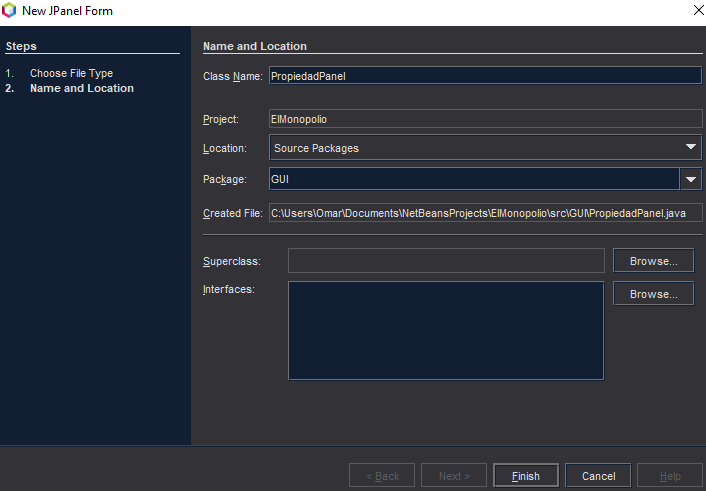 New JPanel Form
Steps
1. Choose File Type
2. Name and Location
Name and Location
Class Name: PropiedadPanel
Project: ElMonopolio
Location: Source Packages
Package: GUI
Created File: C:\Users\Omar\Documents\NetBeansProjects\ElMonopolio\src\GUI\PropiedadPanel.java
Superclass: Browse...
Interfaces: Browse...
< Back Next > Finish Cancel Help